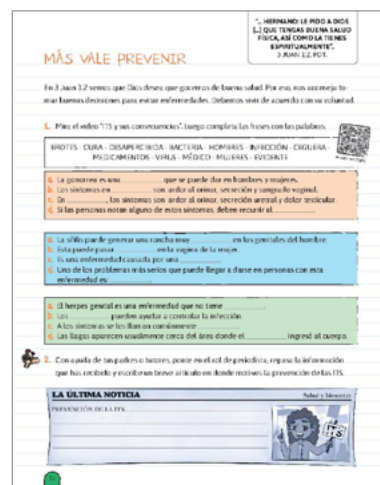 "... HERMANO: LE PIDO A DIOS
[...] QUE TENGAS BUENA SALUD
FÍSICA, ASÍ COMO LA TIENES
ESPIRITUALMENTE".
3 JUAN 1.2, PDT.
MÁS VALE PREVENIR
En 3 Juan 1.2 vemos que Dios desea que gocemos de buena salud. Por eso, nos aconseja to-
mar buenas decisiones para evitar enfermedades. Debemos vivir de acuerdo con su voluntad.
1. Mira el video "ITS y sus consecuencias". Luego completa las frases con las palabras.
BROTES - CURA - DESAPERCIBIDA - BACTERIA - HOMBRES - INFECCIÓN - CEGUERA -
MEDICAMENTOS - VIRUS - MÉDICO - MUJERES - EVIDENTE
a. La gonorrea es una que se puede dar en hombres y mujeres.
b. Los síntomas en son: ardor al orinar, secreción y sangrado vaginal.
c. En , los síntomas son: ardor al orinar, secreción uretral y dolor testicular.
d. Si las personas notan alguno de estos síntomas, deben recurrir al .
a. La sífilis puede generar una mancha muy en los genitales del hombre.
b. Esta puede pasar en la vagina de la mujer.
c. Es una enfermedad causada por una .
d. Uno de los problemas más serios que puede llegar a darse en personas con esta
enfermedad es .
a. El herpes genital es una enfermedad que no tiene .
b. Los pueden ayudar a controlar la infección.
c. A los síntomas se los llaman comúnmente .
d. Las llagas aparecen usualmente cerca del área donde el ingresó al cuerpo.
2. Con ayuda de tus padres o tutores, ponte en el rol de periodista, repasa la información
que has recibido y escribe un breve artículo en donde motives la prevención de las ITS.
LA ÚLTIMA NOTICIA Salud y bienestar
PREVENCIÓN DE LA ITS
ITS